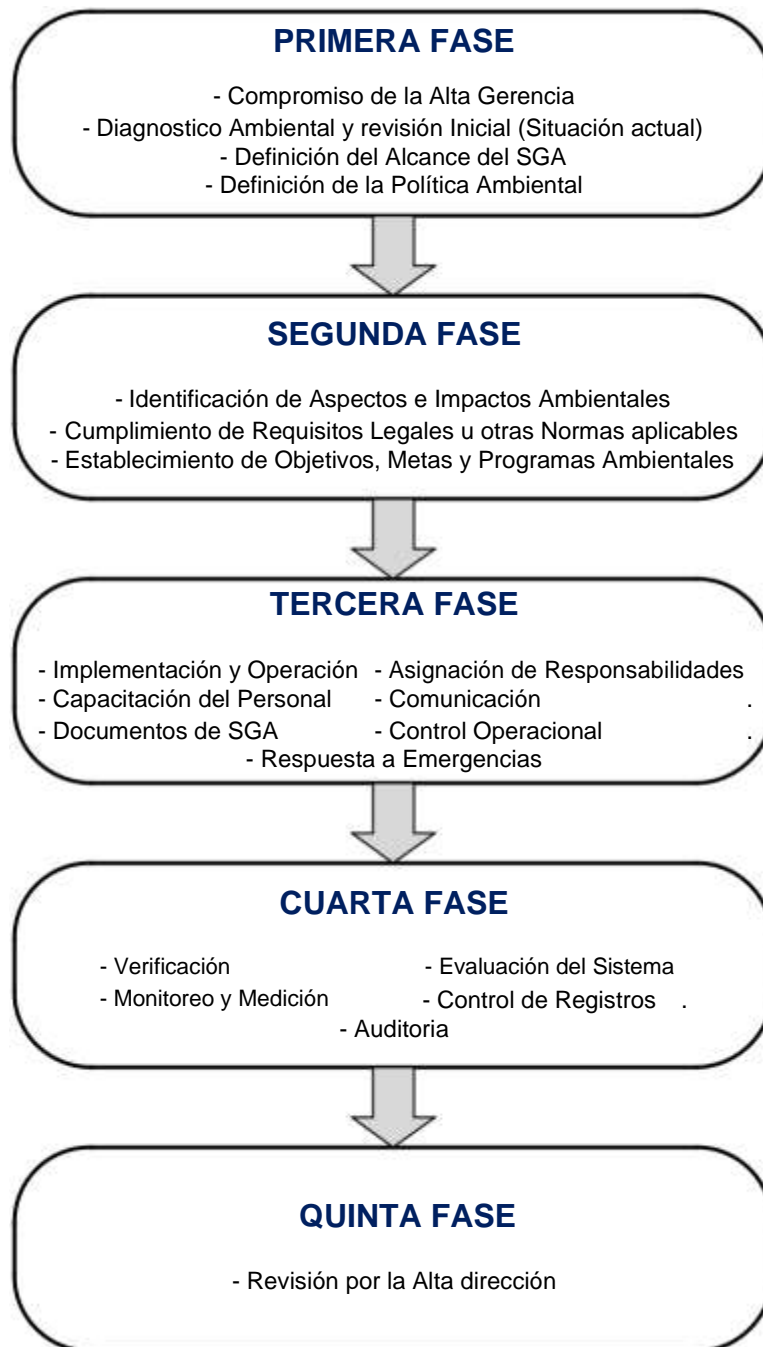 PRIMERA FASE
- Compromiso de la Alta Gerencia
- Diagnostico Ambiental y revisión Inicial (Situación actual)
- Definición del Alcance del SGA
- Definición de la Política Ambiental
SEGUNDA FASE
- Identificación de Aspectos e Impactos Ambientales
- Cumplimiento de Requisitos Legales u otras Normas aplicables
- Establecimiento de Objetivos, Metas y Programas Ambientales
TERCERA FASE
- Implementación y Operación - Asignación de Responsabilidades
- Capacitación del Personal - Comunicación .
- Documentos de SGA - Control Operacional .
- Respuesta a Emergencias
CUARTA FASE
- Verificación - Evaluación del Sistema
- Monitoreo y Medición - Control de Registros .
- Auditoria
QUINTA FASE
- Revisión por la Alta dirección